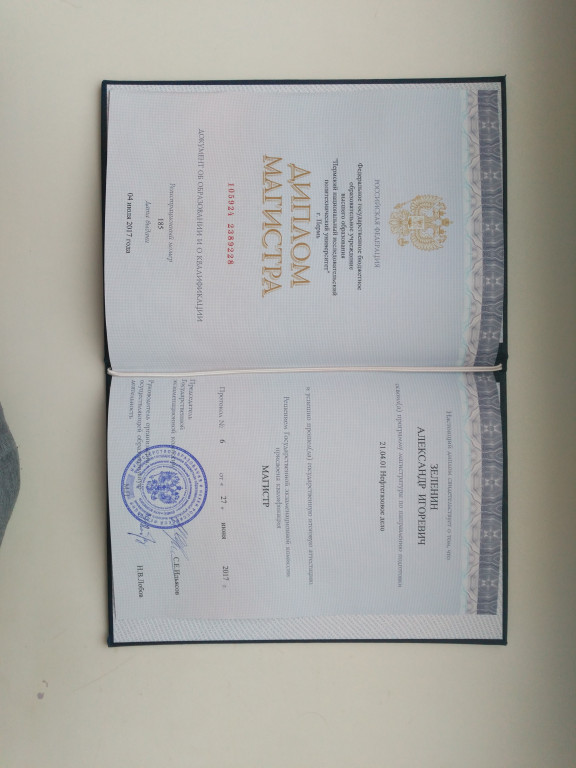 РОССИЙСКАЯ ФЕДЕРАЦИЯ
Федеральное государственное бюджетное
образовательное учреждение
высшего образования
"Пермский национальный исследовательский
политехнический университет"
г. Пермь
ДИПЛОМ
МАГИСТРА
105924 2389228
ДОКУМЕНТ ОБ ОБРАЗОВАНИИ И О КВАЛИФИКАЦИИ
Регистрационный номер
185
Дата выдачи
04 июля 2017 года
Настоящий диплом свидетельствует о том, что
ЗЕЛЕНИН
АЛЕКСАНДР ИГОРЕВИЧ
освоил(а) программу магистратуры по направлению подготовки
21.04.01 Нефтегазовое дело
и успешно прошел(ла) государственную итоговую аттестацию
Решением Государственной экзаменационной комиссии
присвоена квалификация
МАГИСТР
Протокол № 6 от « 27 » июня 2017 г.
Председатель
Государственной
экзаменационной
С.Е.Ильясов
Руководитель
осуществляющей
деятельность
Н.В.Лобов